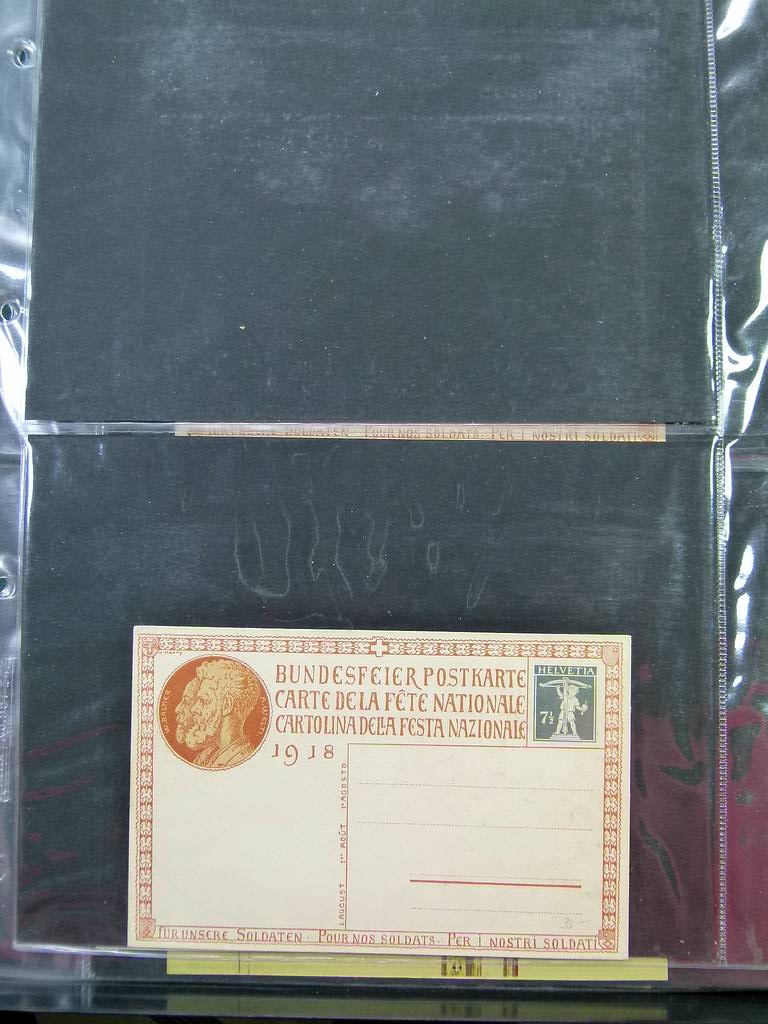 FÜR UNSERE SOLDATEN · POUR NOS SOLDATS · PER I NOSTRI SOLDATI
BUNDESFEIER POSTKARTE
CARTE DE LA FÊTE NATIONALE
CARTOLINA DELLA FESTA NAZIONALE
1918
HELVETIA
7½
A. WELTI.
1. AUGUST 1ER AOÛT 1º AGOSTO
FÜR UNSERE SOLDATEN · POUR NOS SOLDATS · PER I NOSTRI SOLDATI